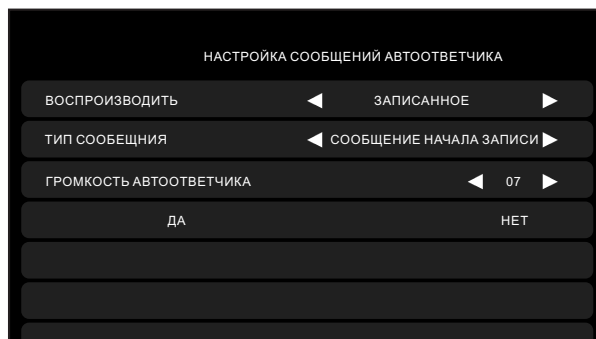 НАСТРОЙКА СООБЩЕНИЙ АВТООТВЕТЧИКА
ВОСПРОИЗВОДИТЬ ЗАПИСАННОЕ
ТИП СООБЕЩНИЯ СООБЩЕНИЕ НАЧАЛА ЗАПИСИ
ГРОМКОСТЬ АВТООТВЕТЧИКА 07
ДА НЕТ